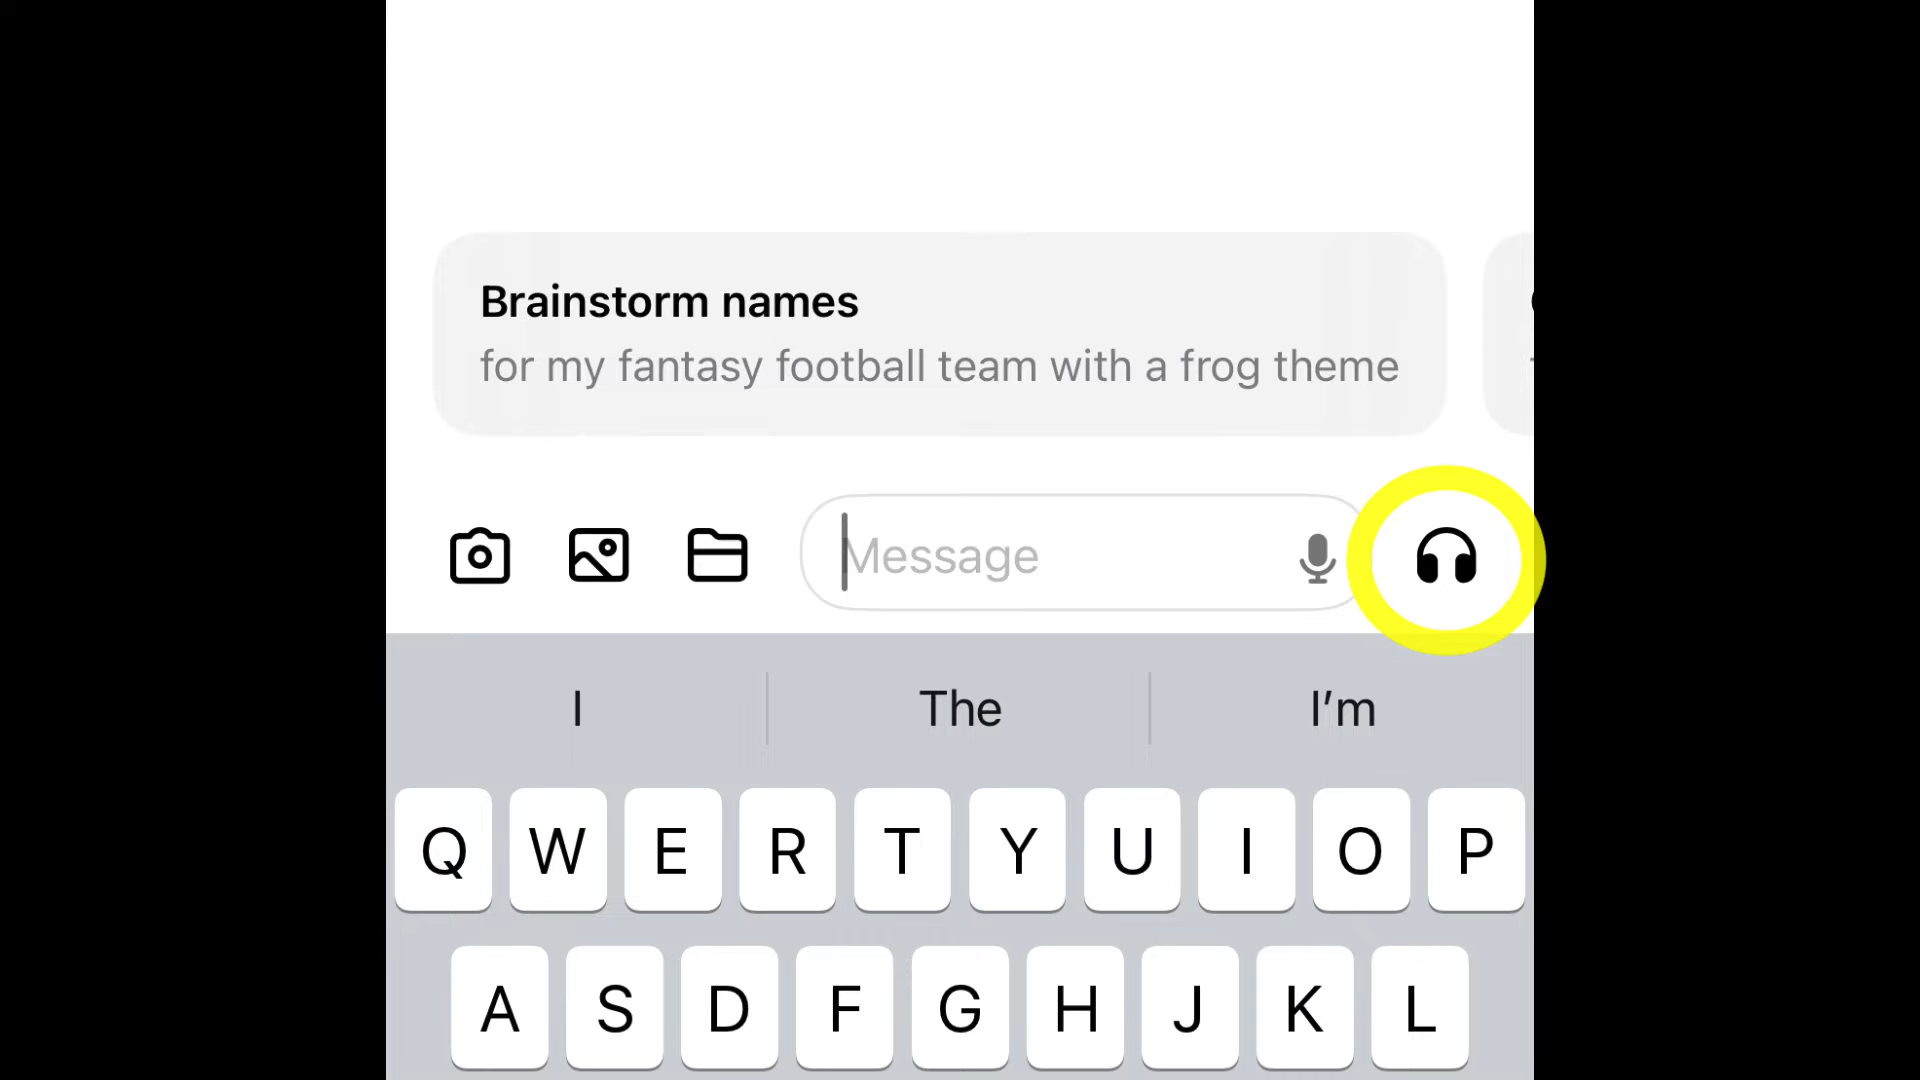 Brainstorm names
for my fantasy football team with a frog theme
Message
I The I’m
Q W E R T Y U I O P
A S D F G H J K L